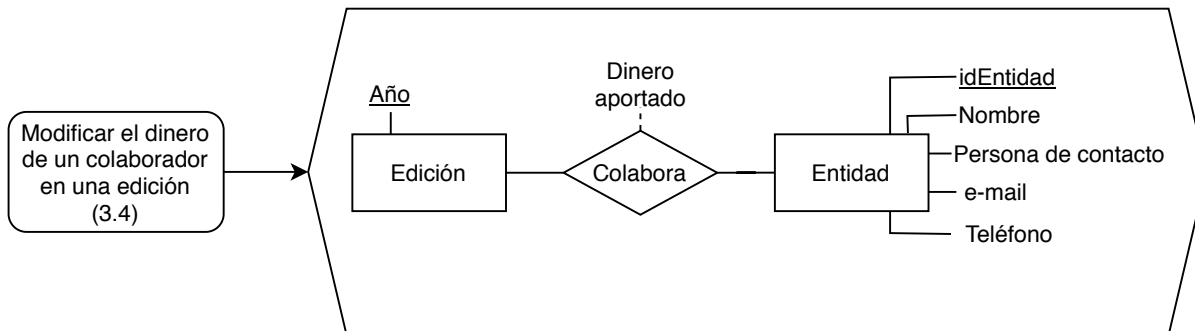 Modificar el dinero
de un colaborador
en una edición
(3.4)
Año
Edición
Dinero
aportado
Colabora
Entidad
idEntidad
Nombre
Persona de contacto
e-mail
Teléfono